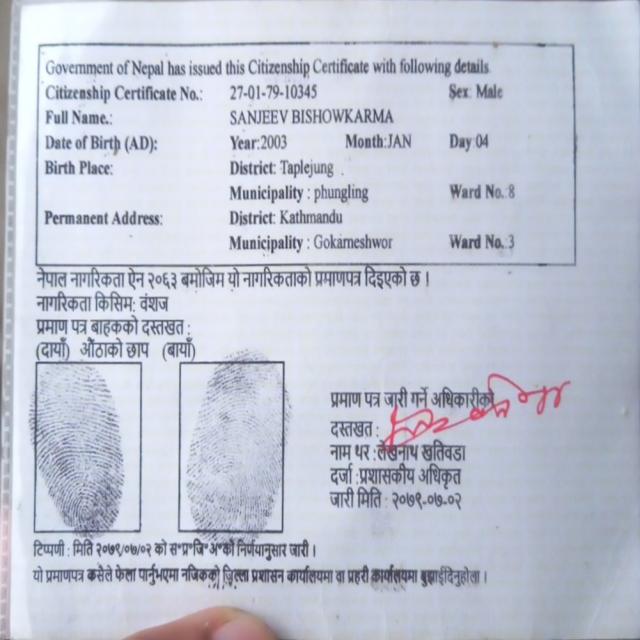 Government of Nepal has issued this Citizenship Certificate with following details.
Citizenship Certificate No.: 27-01-79-10345 Sex: Male
Full Name.: SANJEEV BISHOWKARMA
Date of Birth (AD): Year:2003 Month:JAN Day:04
Birth Place: District: Taplejung
Municipality : phungling Ward No.:8
Permanent Address: District: Kathmandu
Municipality : Gokarneshwor Ward No.:3
नेपाल नागरिकता ऐन २०६३ बमोजिम यो नागरिकताको प्रमाणपत्र दिइएको छ ।
नागरिकता किसिम: वंशज
प्रमाण पत्र बाहकको दस्तखत :
(दायाँ) औंठाको छाप (बायाँ)
प्रमाण पत्र जारी गर्ने अधिकारीको
दस्तखत :
नाम थर : लेखनाथ खतिवडा
दर्जा : प्रशासकीय अधिकृत
जारी मिति : २०७९-०७-०२
टिप्पणी : मिति २०७९/०७/०२ को स॰प्र॰जि॰अ॰को निर्णयानुसार जारी ।
यो प्रमाणपत्र कसैले फेला पार्नुभएमा नजिकको जिल्ला प्रशासन कार्यालयमा वा प्रहरी कार्यालयमा बुझाईदिनुहोला ।